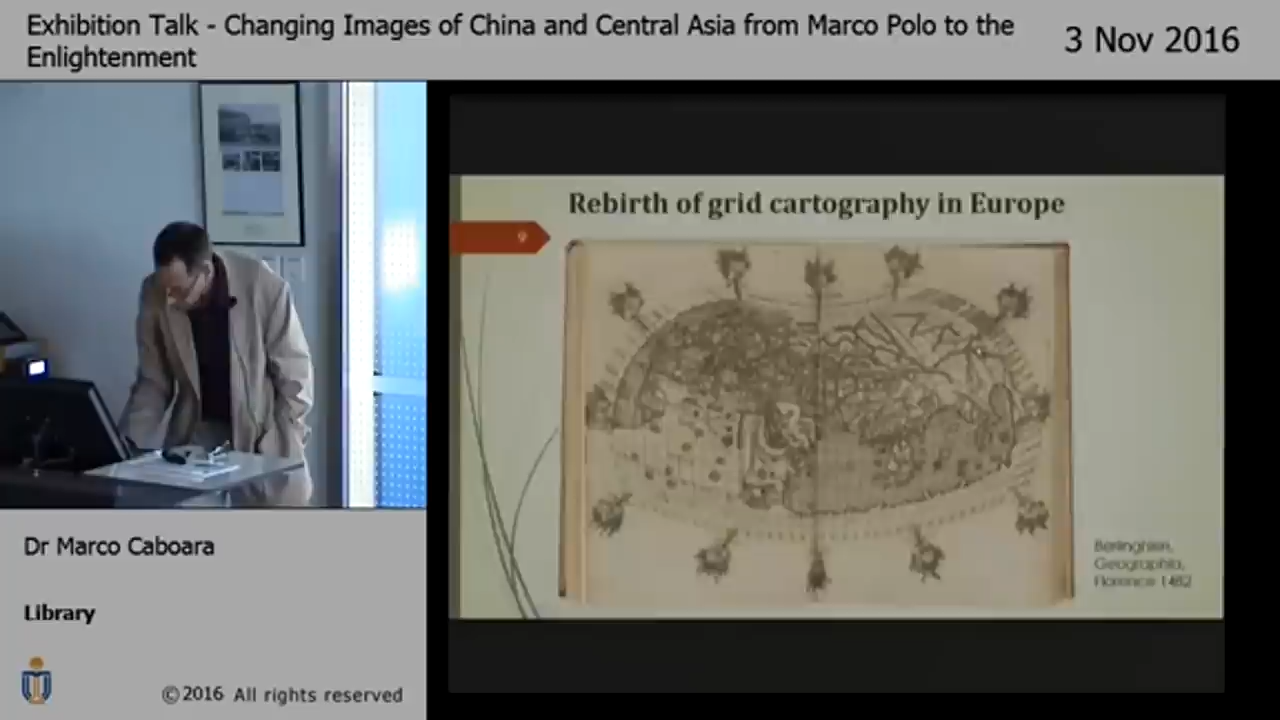 Exhibition Talk - Changing Images of China and Central Asia from Marco Polo to the
Enlightenment
3 Nov 2016
Rebirth of grid cartography in Europe
9
Berlinghieri,
Geographia,
Florence 1482
Dr Marco Caboara
Library
©2016 All rights reserved